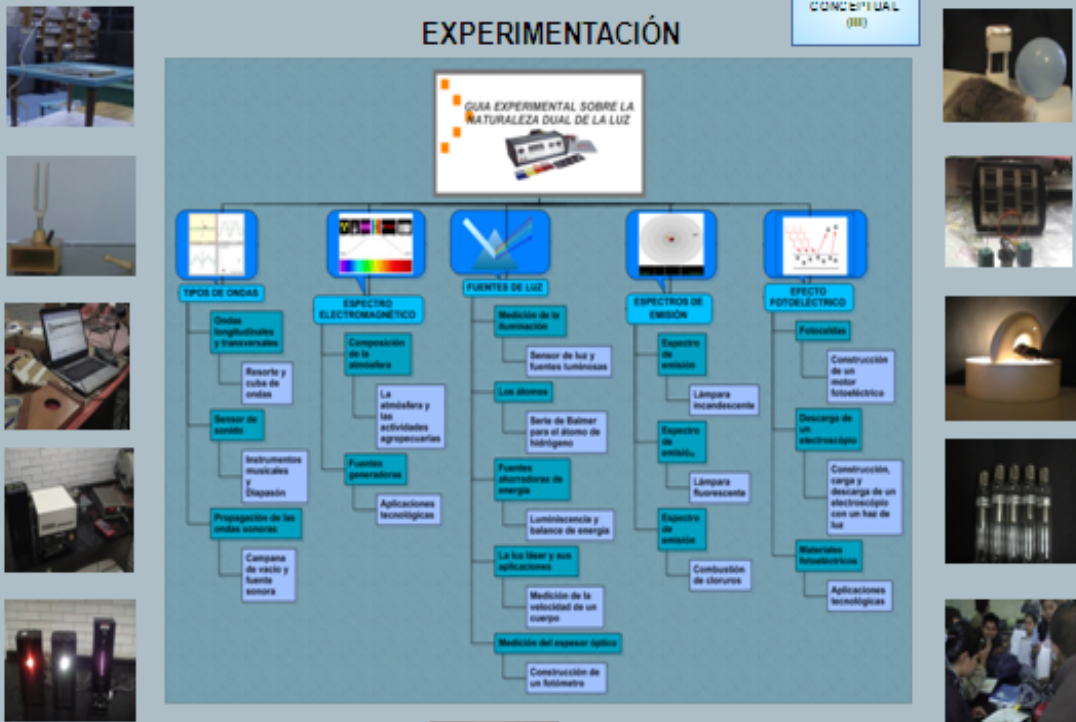 EXPERIMENTACIÓN
CONCEPTUAL
(III)
GUIA EXPERIMENTAL SOBRE LA
NATURALEZA DUAL DE LA LUZ
TIPOS DE ONDAS
Ondas
longitudinales
y transversales
Resorte y
cuba de
ondas
Sensor de
sonido
Instrumentos
musicales
y
Diapasón
Propagación de las
ondas sonoras
Campana
de vacío y
fuente
sonora
ESPECTRO
ELECTROMAGNÉTICO
Composición
de la
atmósfera
La
atmósfera y
las
actividades
agropecuarias
Fuentes
generadoras
Aplicaciones
tecnológicas
FUENTES DE LUZ
Medición de la
iluminación
Sensor de luz y
fuentes luminosas
Los átomos
Serie de Balmer
para el átomo de
hidrógeno
Fuentes
ahorradoras de
energía
Luminiscencia y
balance de energía
La luz láser y sus
aplicaciones
Medición de la
velocidad de un
cuerpo
Medición del espesor óptico
Construcción de
un fotómetro
ESPECTROS DE
EMISIÓN
Espectro
de
emisión
Lámpara
incandescente
Espectro
de
emisión
Lámpara
fluorescente
Espectro
de
emisión
Combustión
de cloruros
EFECTO
FOTOELÉCTRICO
Fotoceldas
Construcción
de un
motor
fotoeléctrico
Descarga de
un
electroscópio
Construcción,
carga y
descarga de un
electroscópio
con un haz de
luz
Materiales
fotoeléctricos
Aplicaciones
tecnológicas